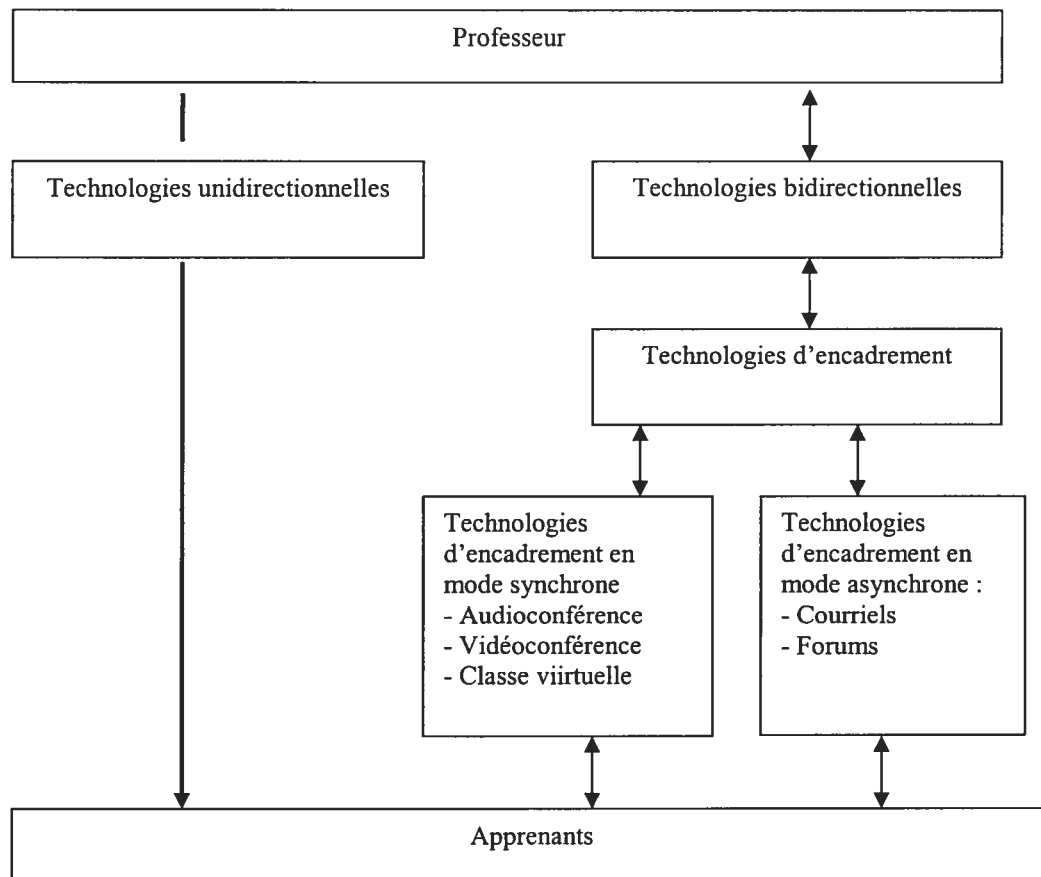 Professeur
Technologies unidirectionnelles
Technologies bidirectionnelles
Technologies d'encadrement
Technologies
d'encadrement en
mode synchrone
- Audioconférence
- Vidéoconférence
- Classe viirtuelle
Technologies
d'encadrement en
mode asynchrone :
- Courriels
- Forums
Apprenants